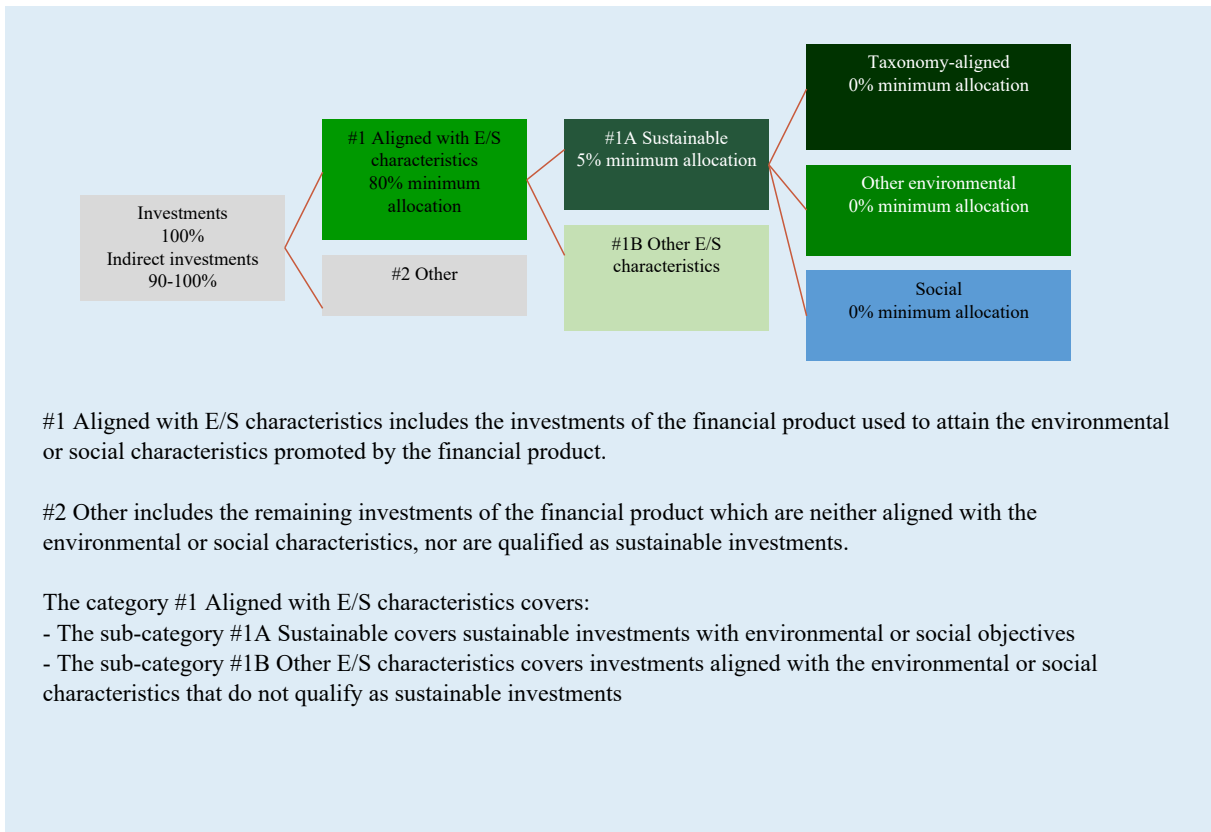 Investments
100%
Indirect investments
90-100%
#1 Aligned with E/S
characteristics
80% minimum
allocation
#2 Other
#1A Sustainable
5% minimum allocation
#1B Other E/S
characteristics
Taxonomy-aligned
0% minimum allocation
Other environmental
0% minimum allocation
Social
0% minimum allocation
#1 Aligned with E/S characteristics includes the investments of the financial product used to attain the environmental
or social characteristics promoted by the financial product.
#2 Other includes the remaining investments of the financial product which are neither aligned with the
environmental or social characteristics, nor are qualified as sustainable investments.
The category #1 Aligned with E/S characteristics covers:
- The sub-category #1A Sustainable covers sustainable investments with environmental or social objectives
- The sub-category #1B Other E/S characteristics covers investments aligned with the environmental or social
characteristics that do not qualify as sustainable investments